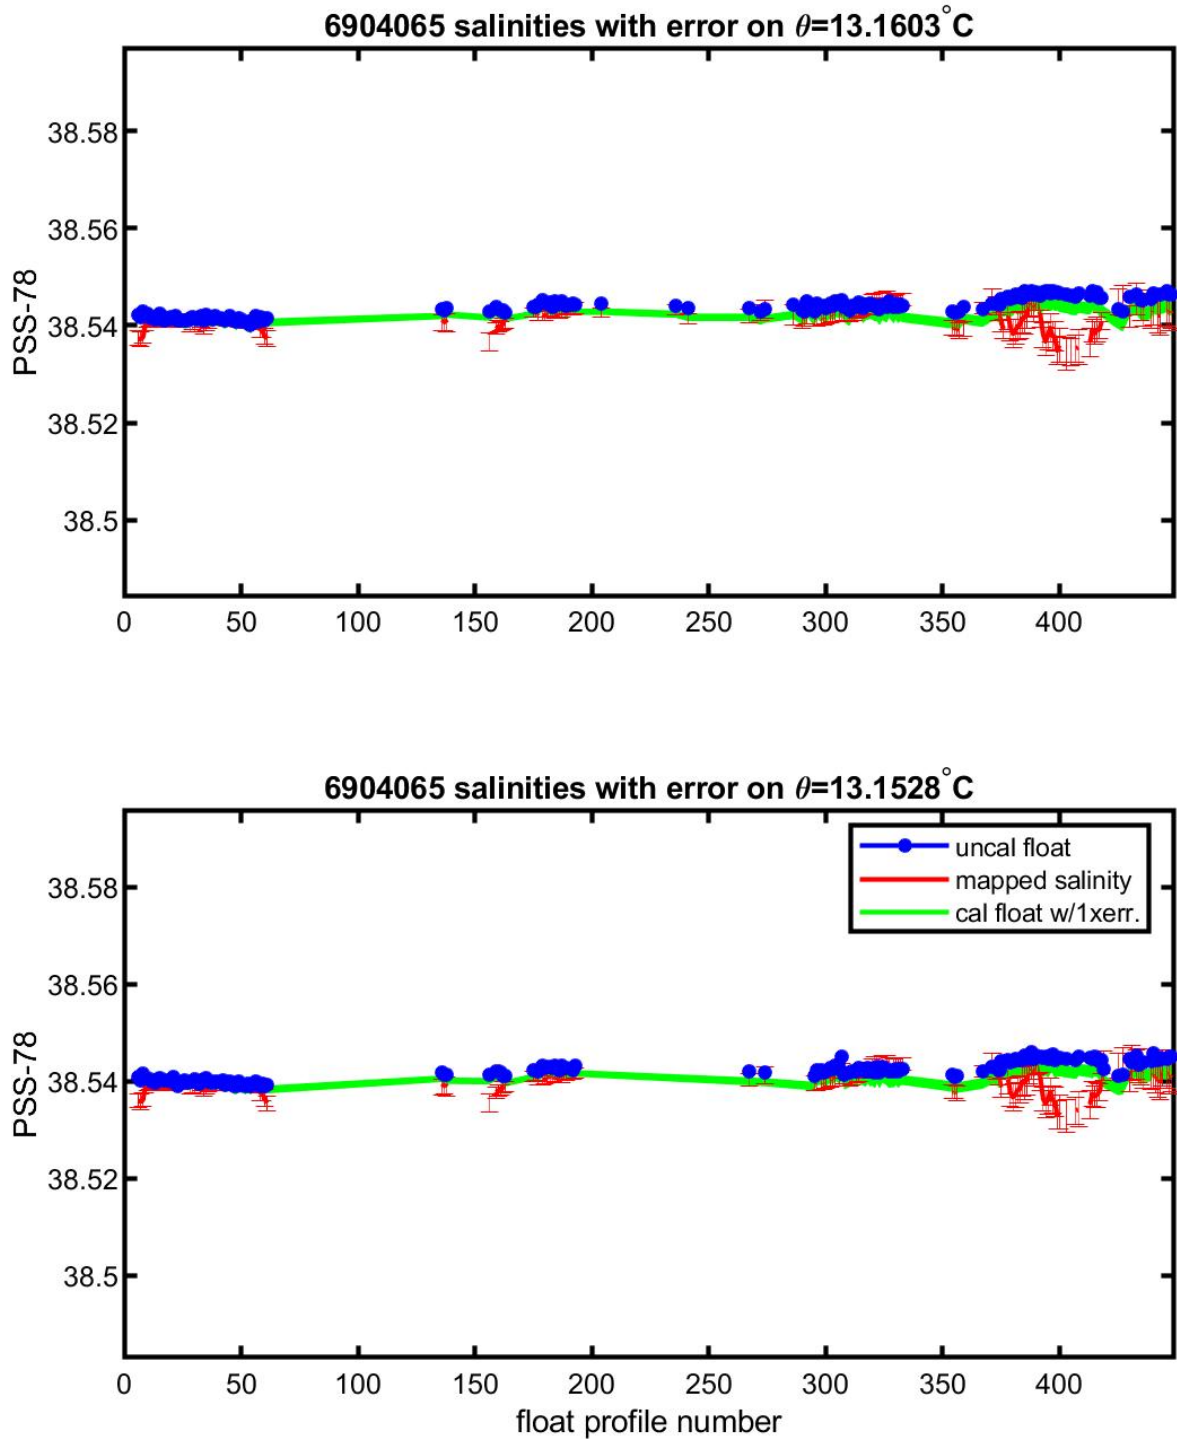 6904065 salinities with error on θ=13.1603°C
PSS-78
38.58
38.56
38.54
38.52
38.5
0 50 100 150 200 250 300 350 400
6904065 salinities with error on θ=13.1528°C
PSS-78
38.58
38.56
38.54
38.52
38.5
uncal float
mapped salinity
cal float w/1xerr.
0 50 100 150 200 250 300 350 400
float profile number